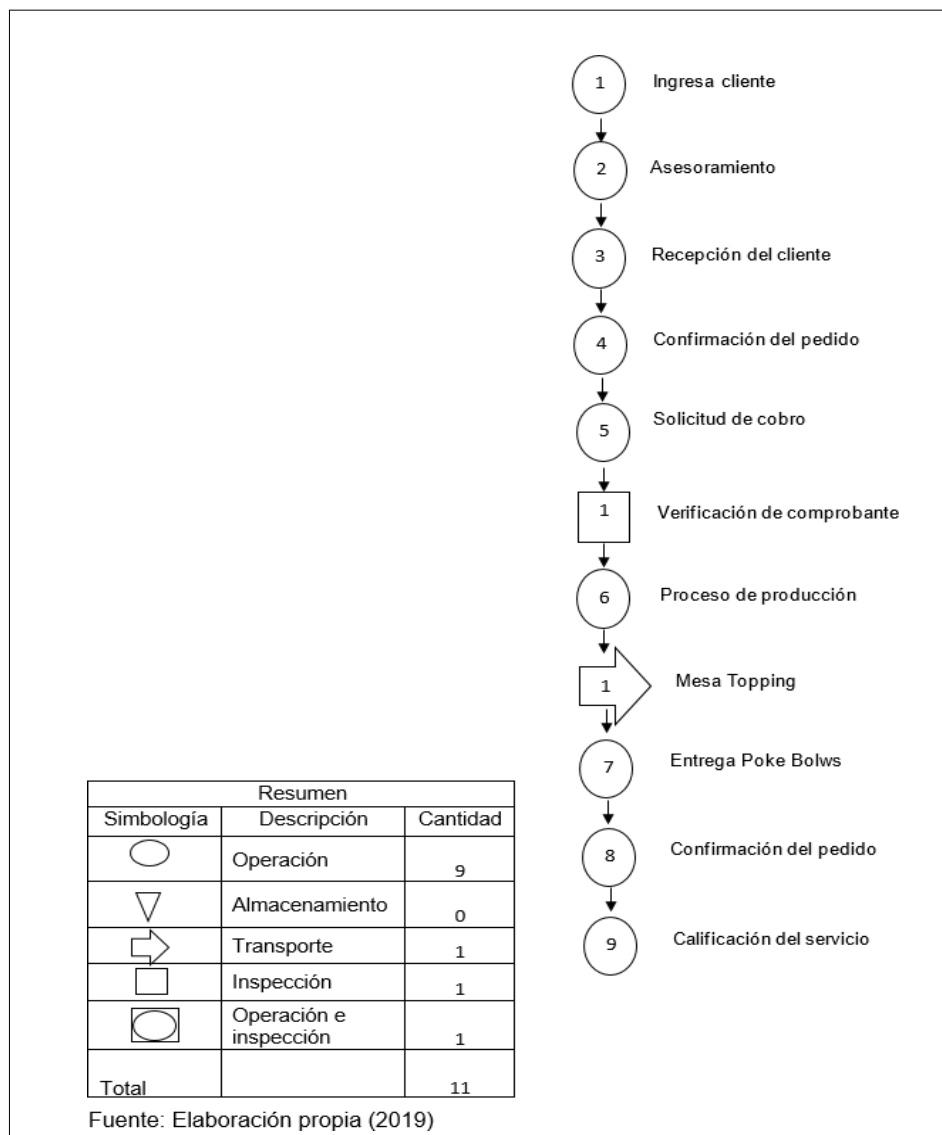 1 Ingresa cliente
2 Asesoramiento
3 Recepción del cliente
4 Confirmación del pedido
5 Solicitud de cobro
1 Verificación de comprobante
6 Proceso de producción
1 Mesa Topping
7 Entrega Poke Bolws
8 Confirmación del pedido
9 Calificación del servicio
Resumen
Simbología Descripción Cantidad
Operación 9
Almacenamiento 0
Transporte 1
Inspección 1
Operación e
inspección 1
Total 11
Fuente: Elaboración propia (2019)